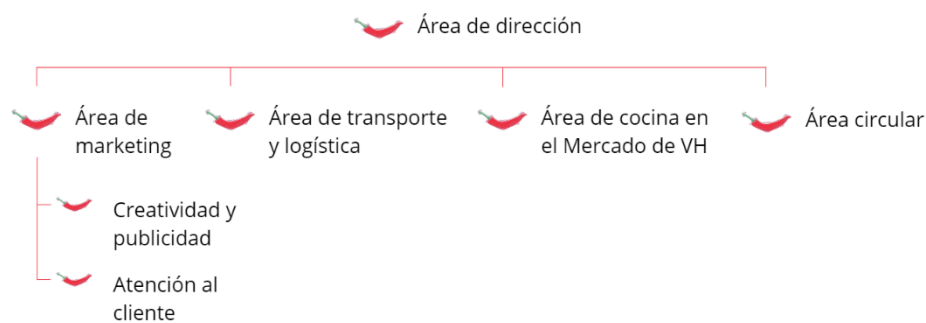 Área de dirección
Área de
marketing
Área de transporte
y logística
Área de cocina en
el Mercado de VH
Área circular
Creatividad y
publicidad
Atención al
cliente